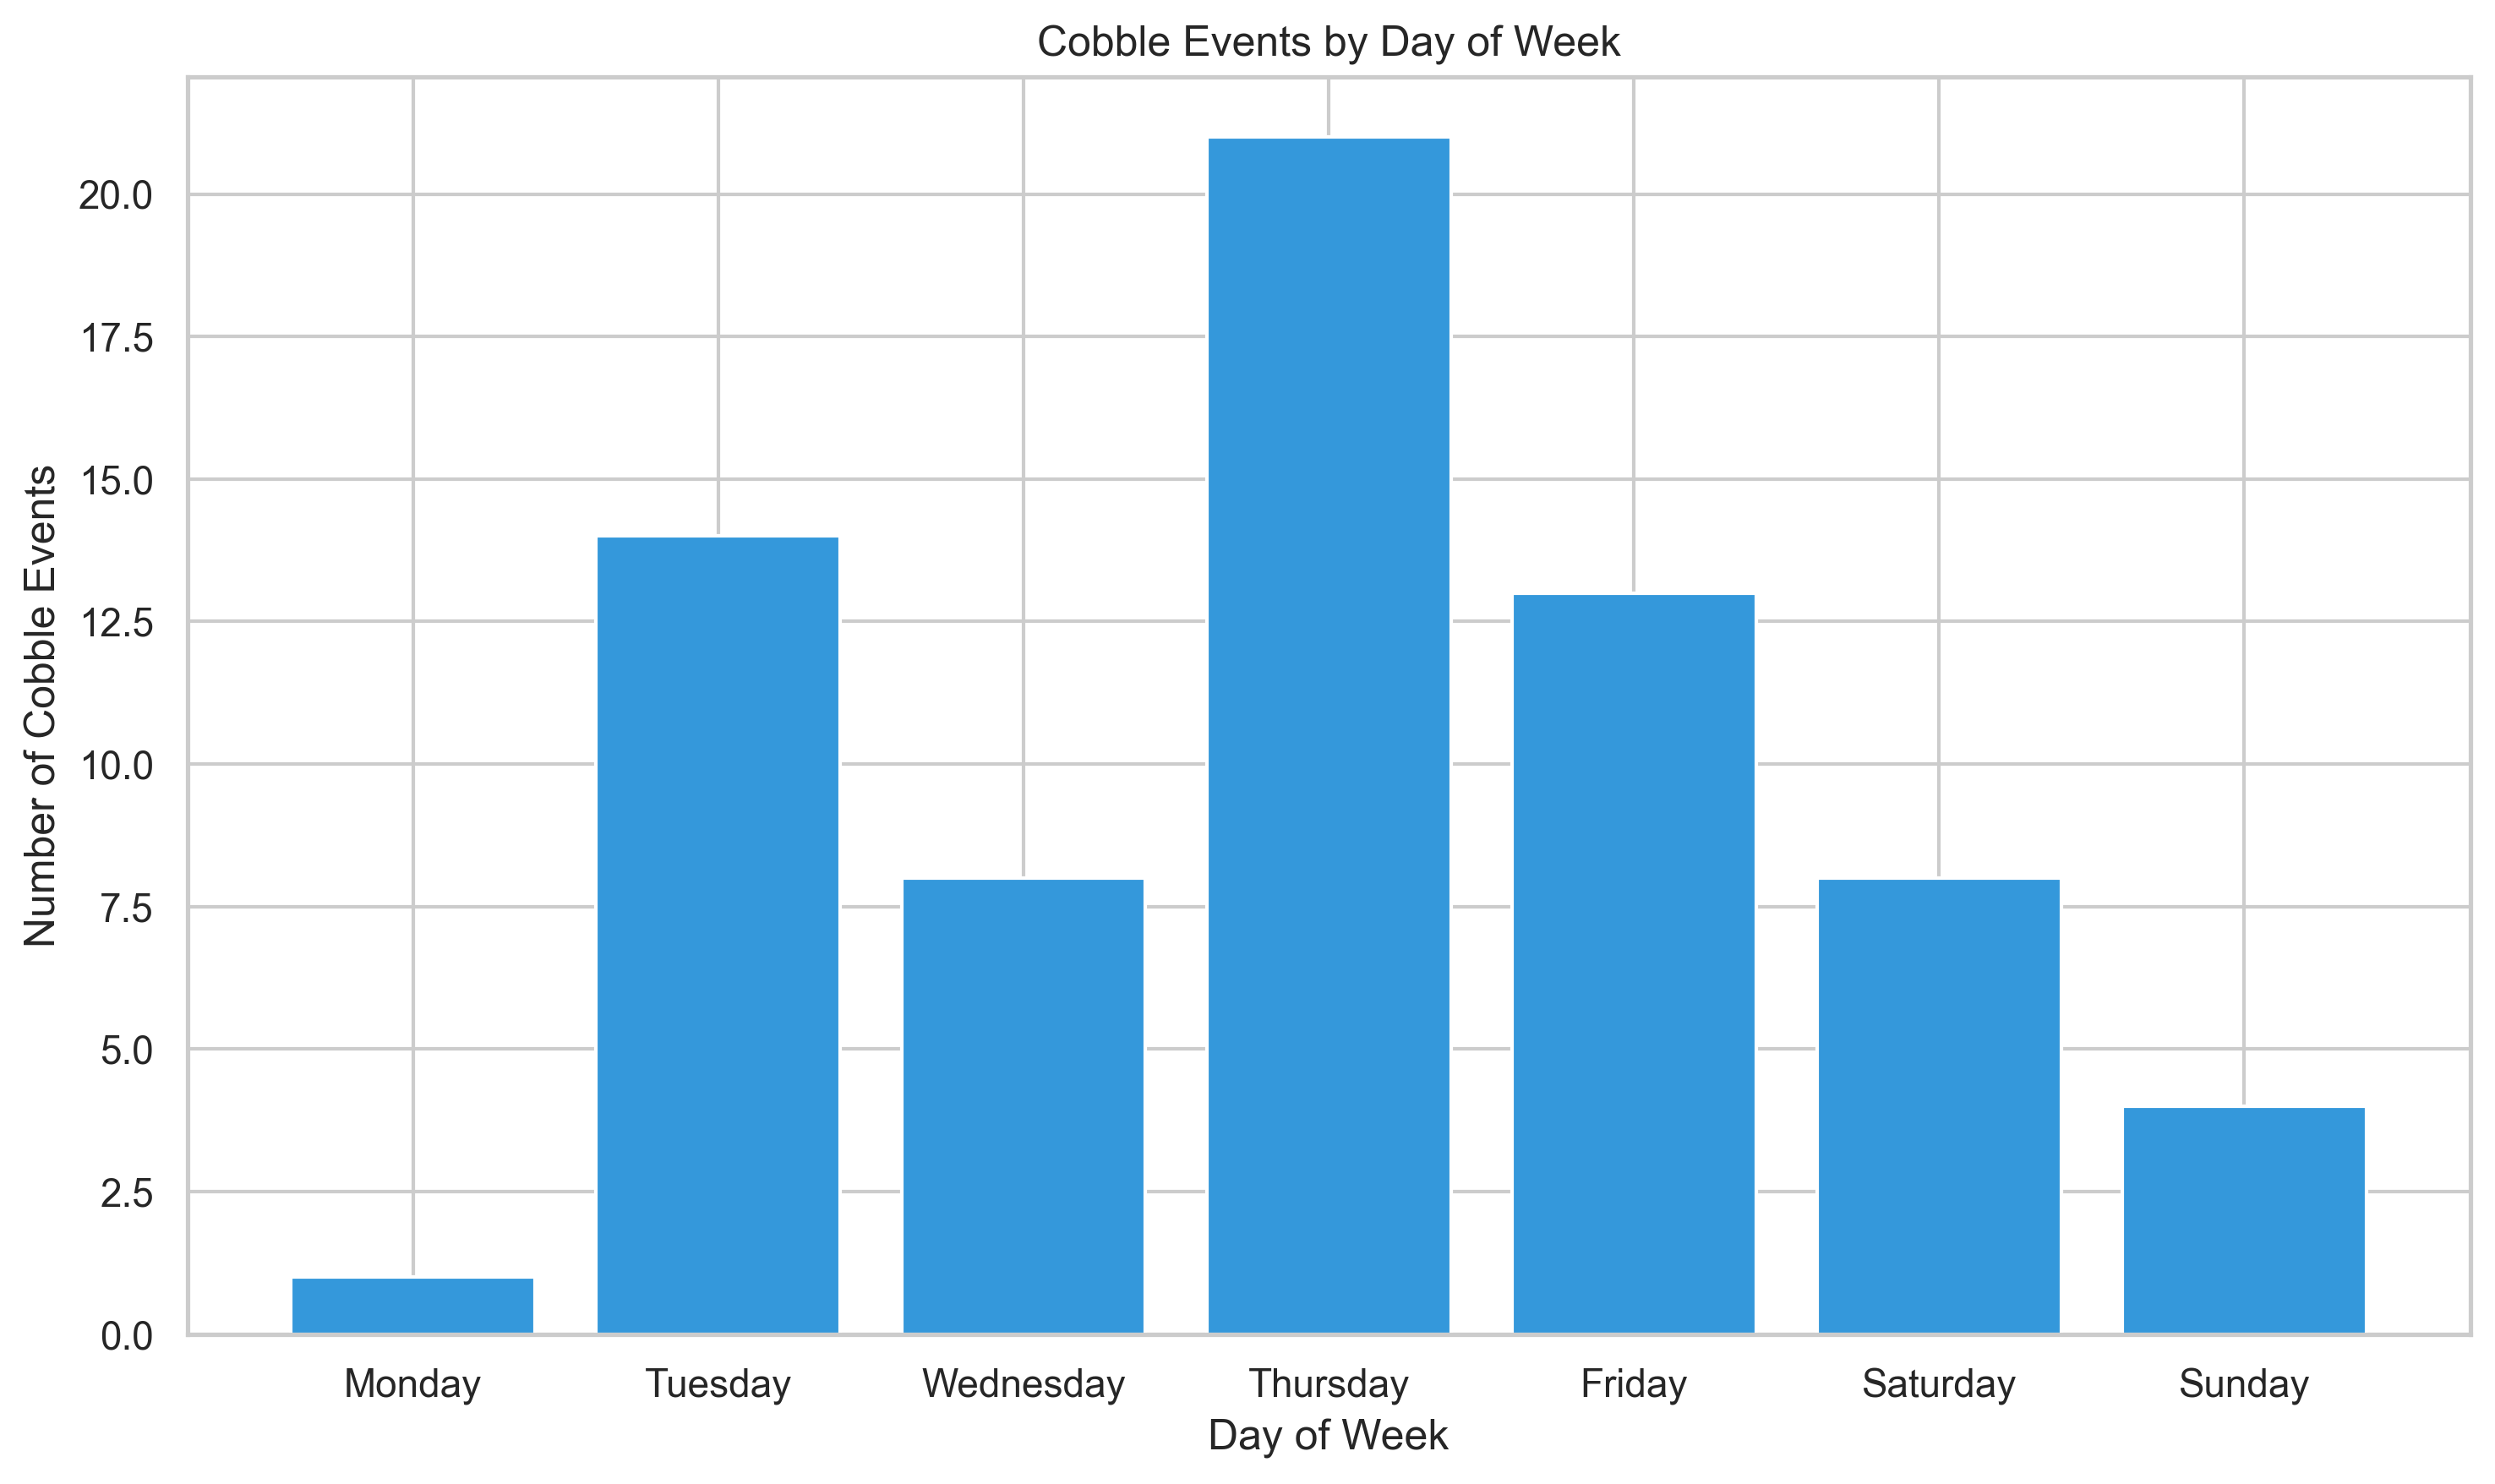 Cobble Events by Day of Week
Number of Cobble Events
20.0
17.5
15.0
12.5
10.0
7.5
5.0
2.5
0.0
Monday Tuesday Wednesday Thursday Friday Saturday Sunday
Day of Week